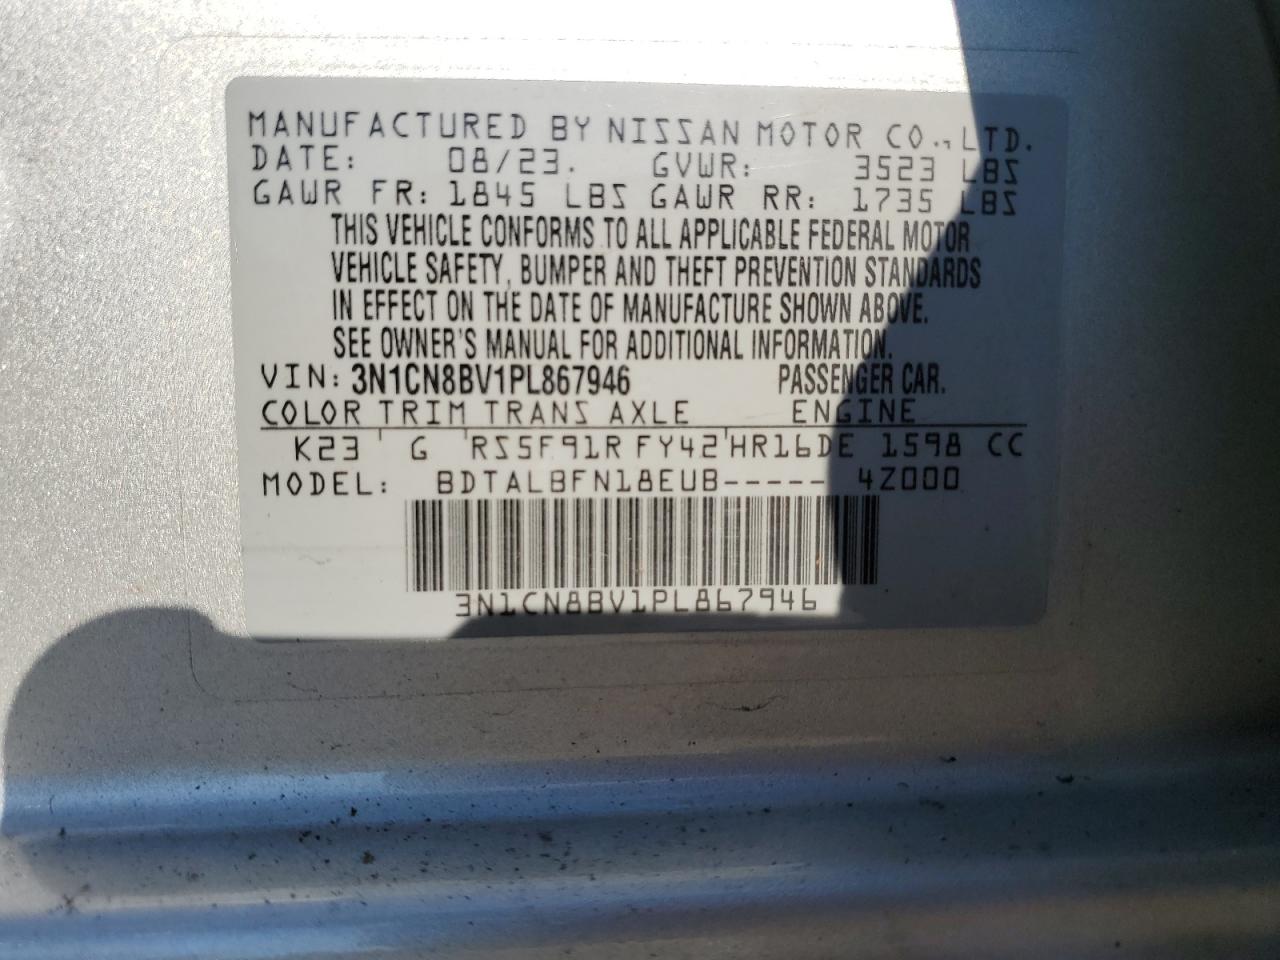 MANUFACTURED BY NISSAN MOTOR CO., LTD.
DATE: 08/23. GVWR: 3523 LBS
GAWR FR: 1845 LBS GAWR RR: 1735 LBS
THIS VEHICLE CONFORMS TO ALL APPLICABLE FEDERAL MOTOR
VEHICLE SAFETY, BUMPER AND THEFT PREVENTION STANDARDS
IN EFFECT ON THE DATE OF MANUFACTURE SHOWN ABOVE.
SEE OWNER'S MANUAL FOR ADDITIONAL INFORMATION.
VIN: 3N1CN8BV1PL867946 PASSENGER CAR.
COLOR TRIM TRANS AXLE ENGINE
K23 G RS5F91R FY42 HR16DE 1598 CC
MODEL: BDTALBFN18EUB----- 4Z000
3N1CN8BV1PL867946